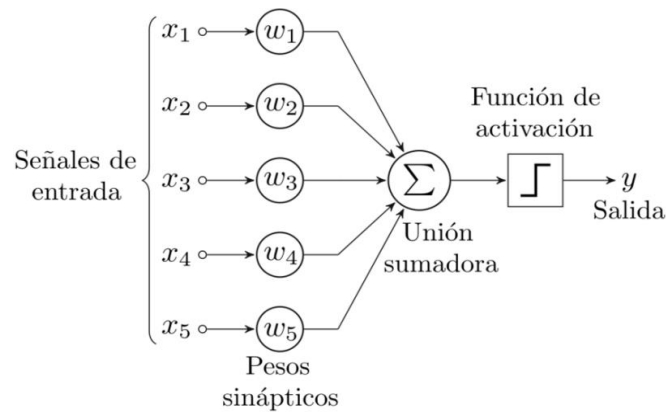 x₁
w₁
x₂
w₂
Función de
activación
Señales de
entrada
x₃
w₃
Σ
y
Salida
Unión
sumadora
x₄
w₄
x₅
w₅
Pesos
sinápticos